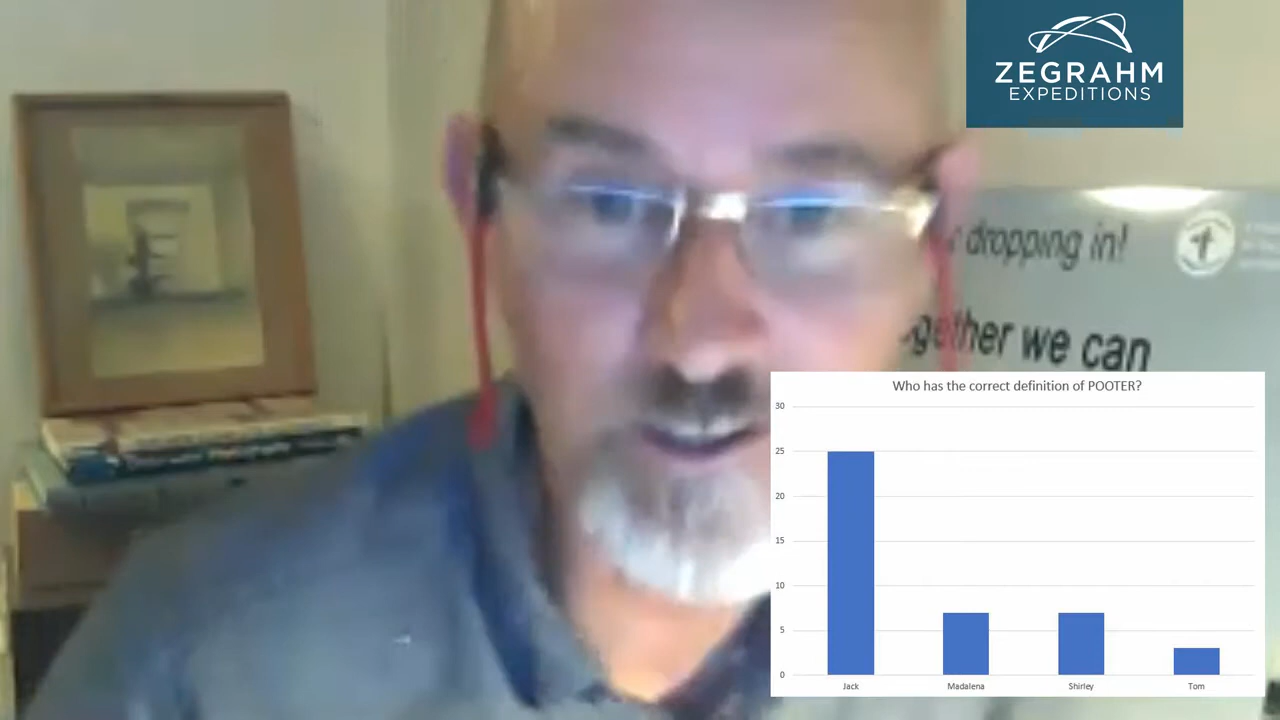 ZEGRAHM
EXPEDITIONS
dropping in!
we can
Who has the correct definition of POOTER?
30
25
20
15
10
5
0
Jack
Madalena
Shirley
Tom